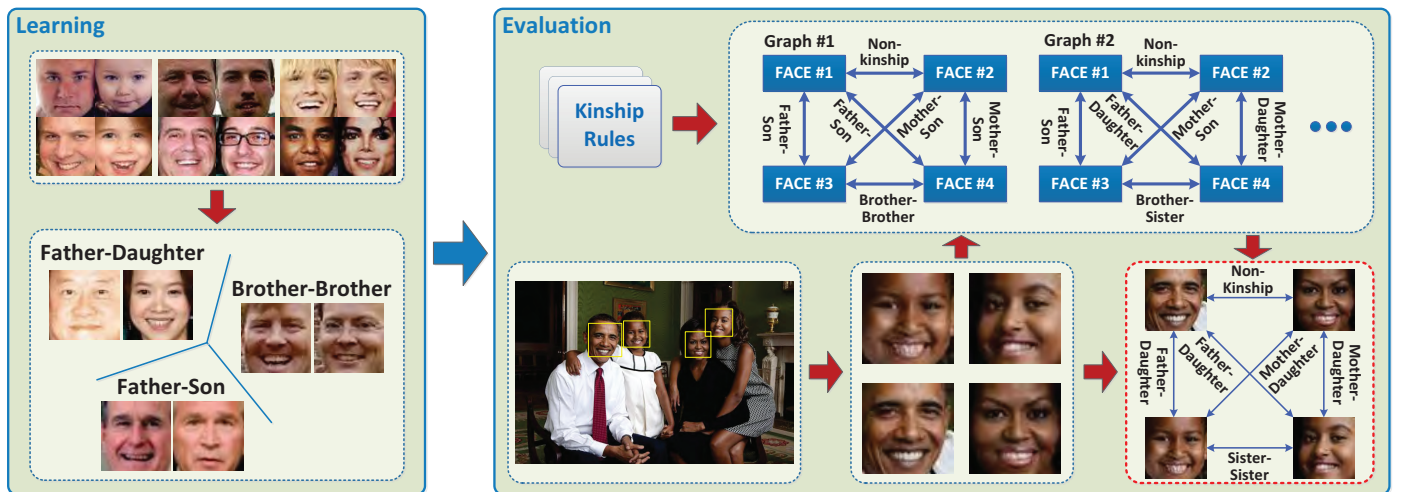 Learning
Father-Daughter
Brother-Brother
Father-Son
Evaluation
Kinship
Rules
Graph #1
Non-
kinship
FACE #1
FACE #2
Father-
Son
Father-
Son
Mother-
Son
Mother-
Son
FACE #3
FACE #4
Brother-
Brother
Graph #2
Non-
kinship
FACE #1
FACE #2
Father-
Son
Father-
Daughter
Mother-
Son
Mother-
Daughter
FACE #3
FACE #4
Brother-
Sister
Non-
Kinship
Father-
Daughter
Father-
Daughter
Mother-
Daughter
Mother-
Daughter
Sister-
Sister